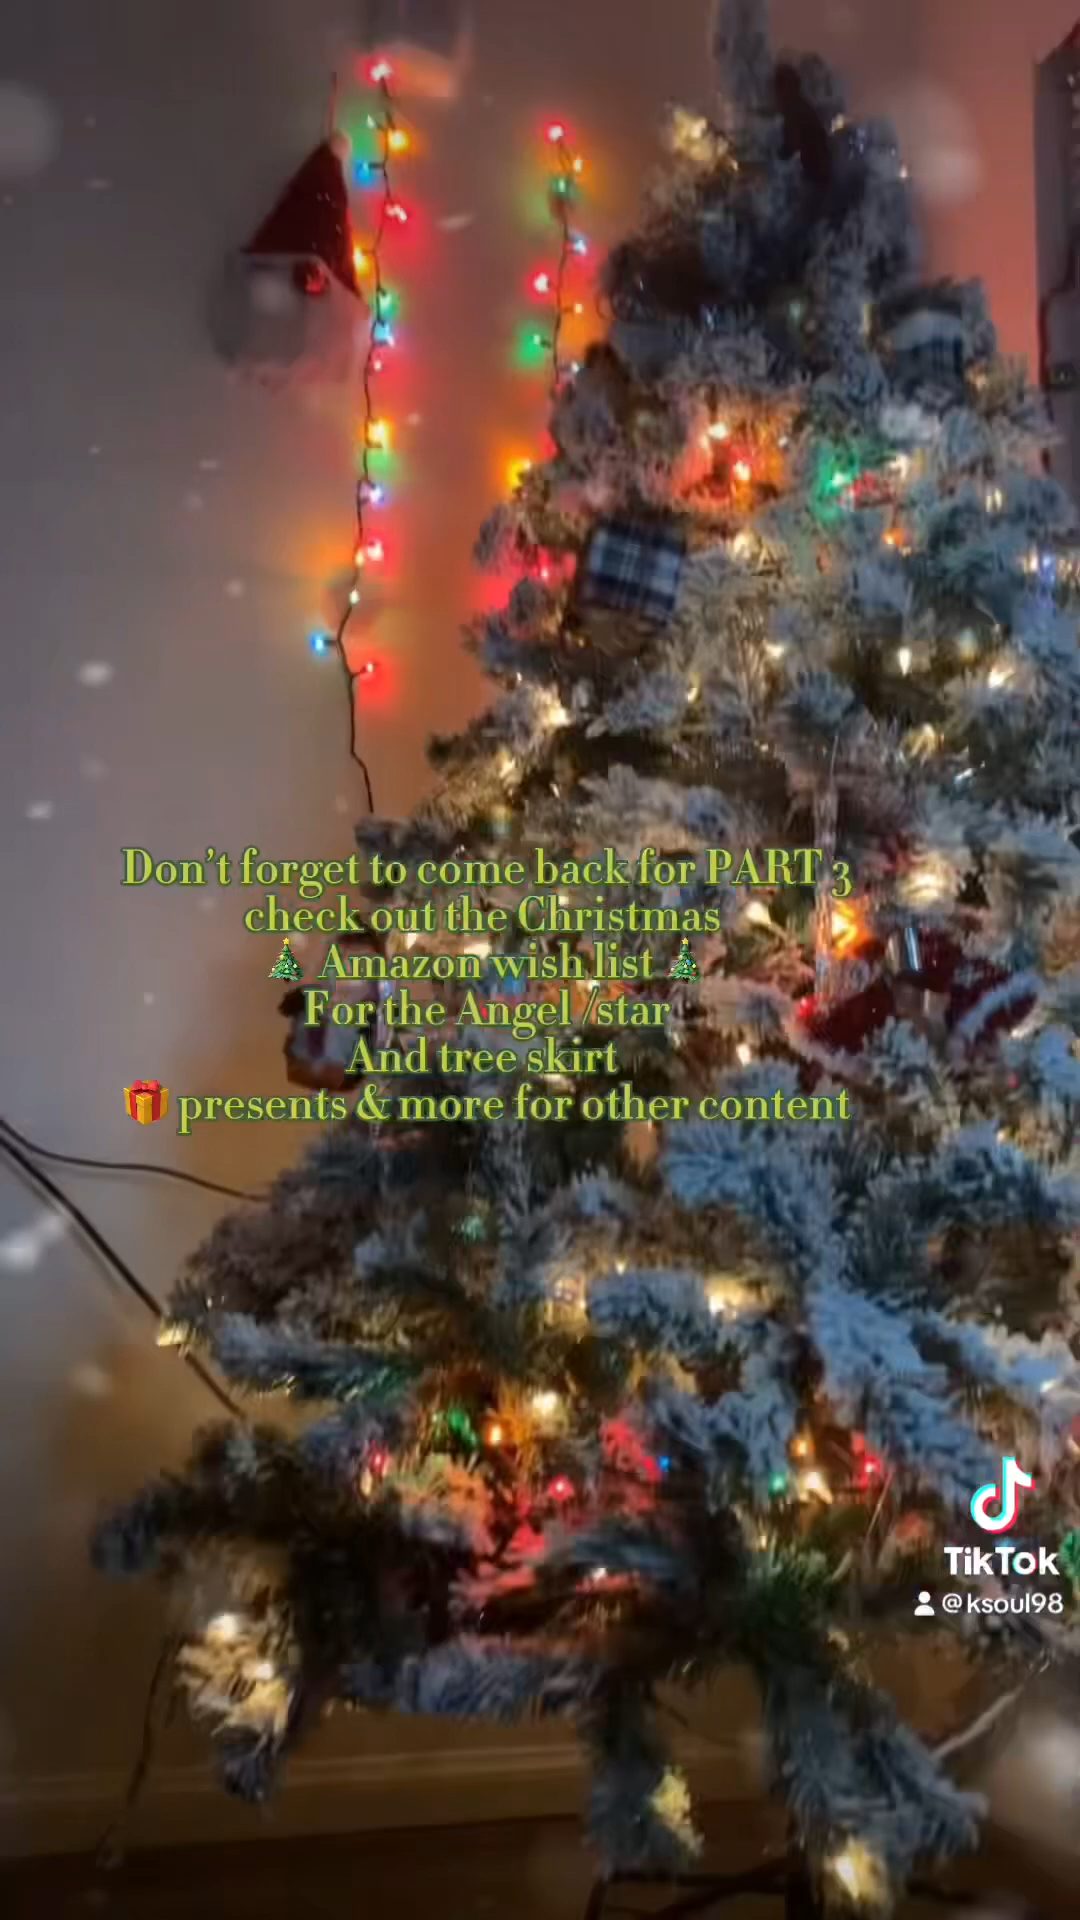 Don't forget to come back for PART 3
check out the Christmas
🎄 Amazon wish list 🎄
For the Angel /star
And tree skirt
🎁 presents & more for other content
TikTok
@ksoul98